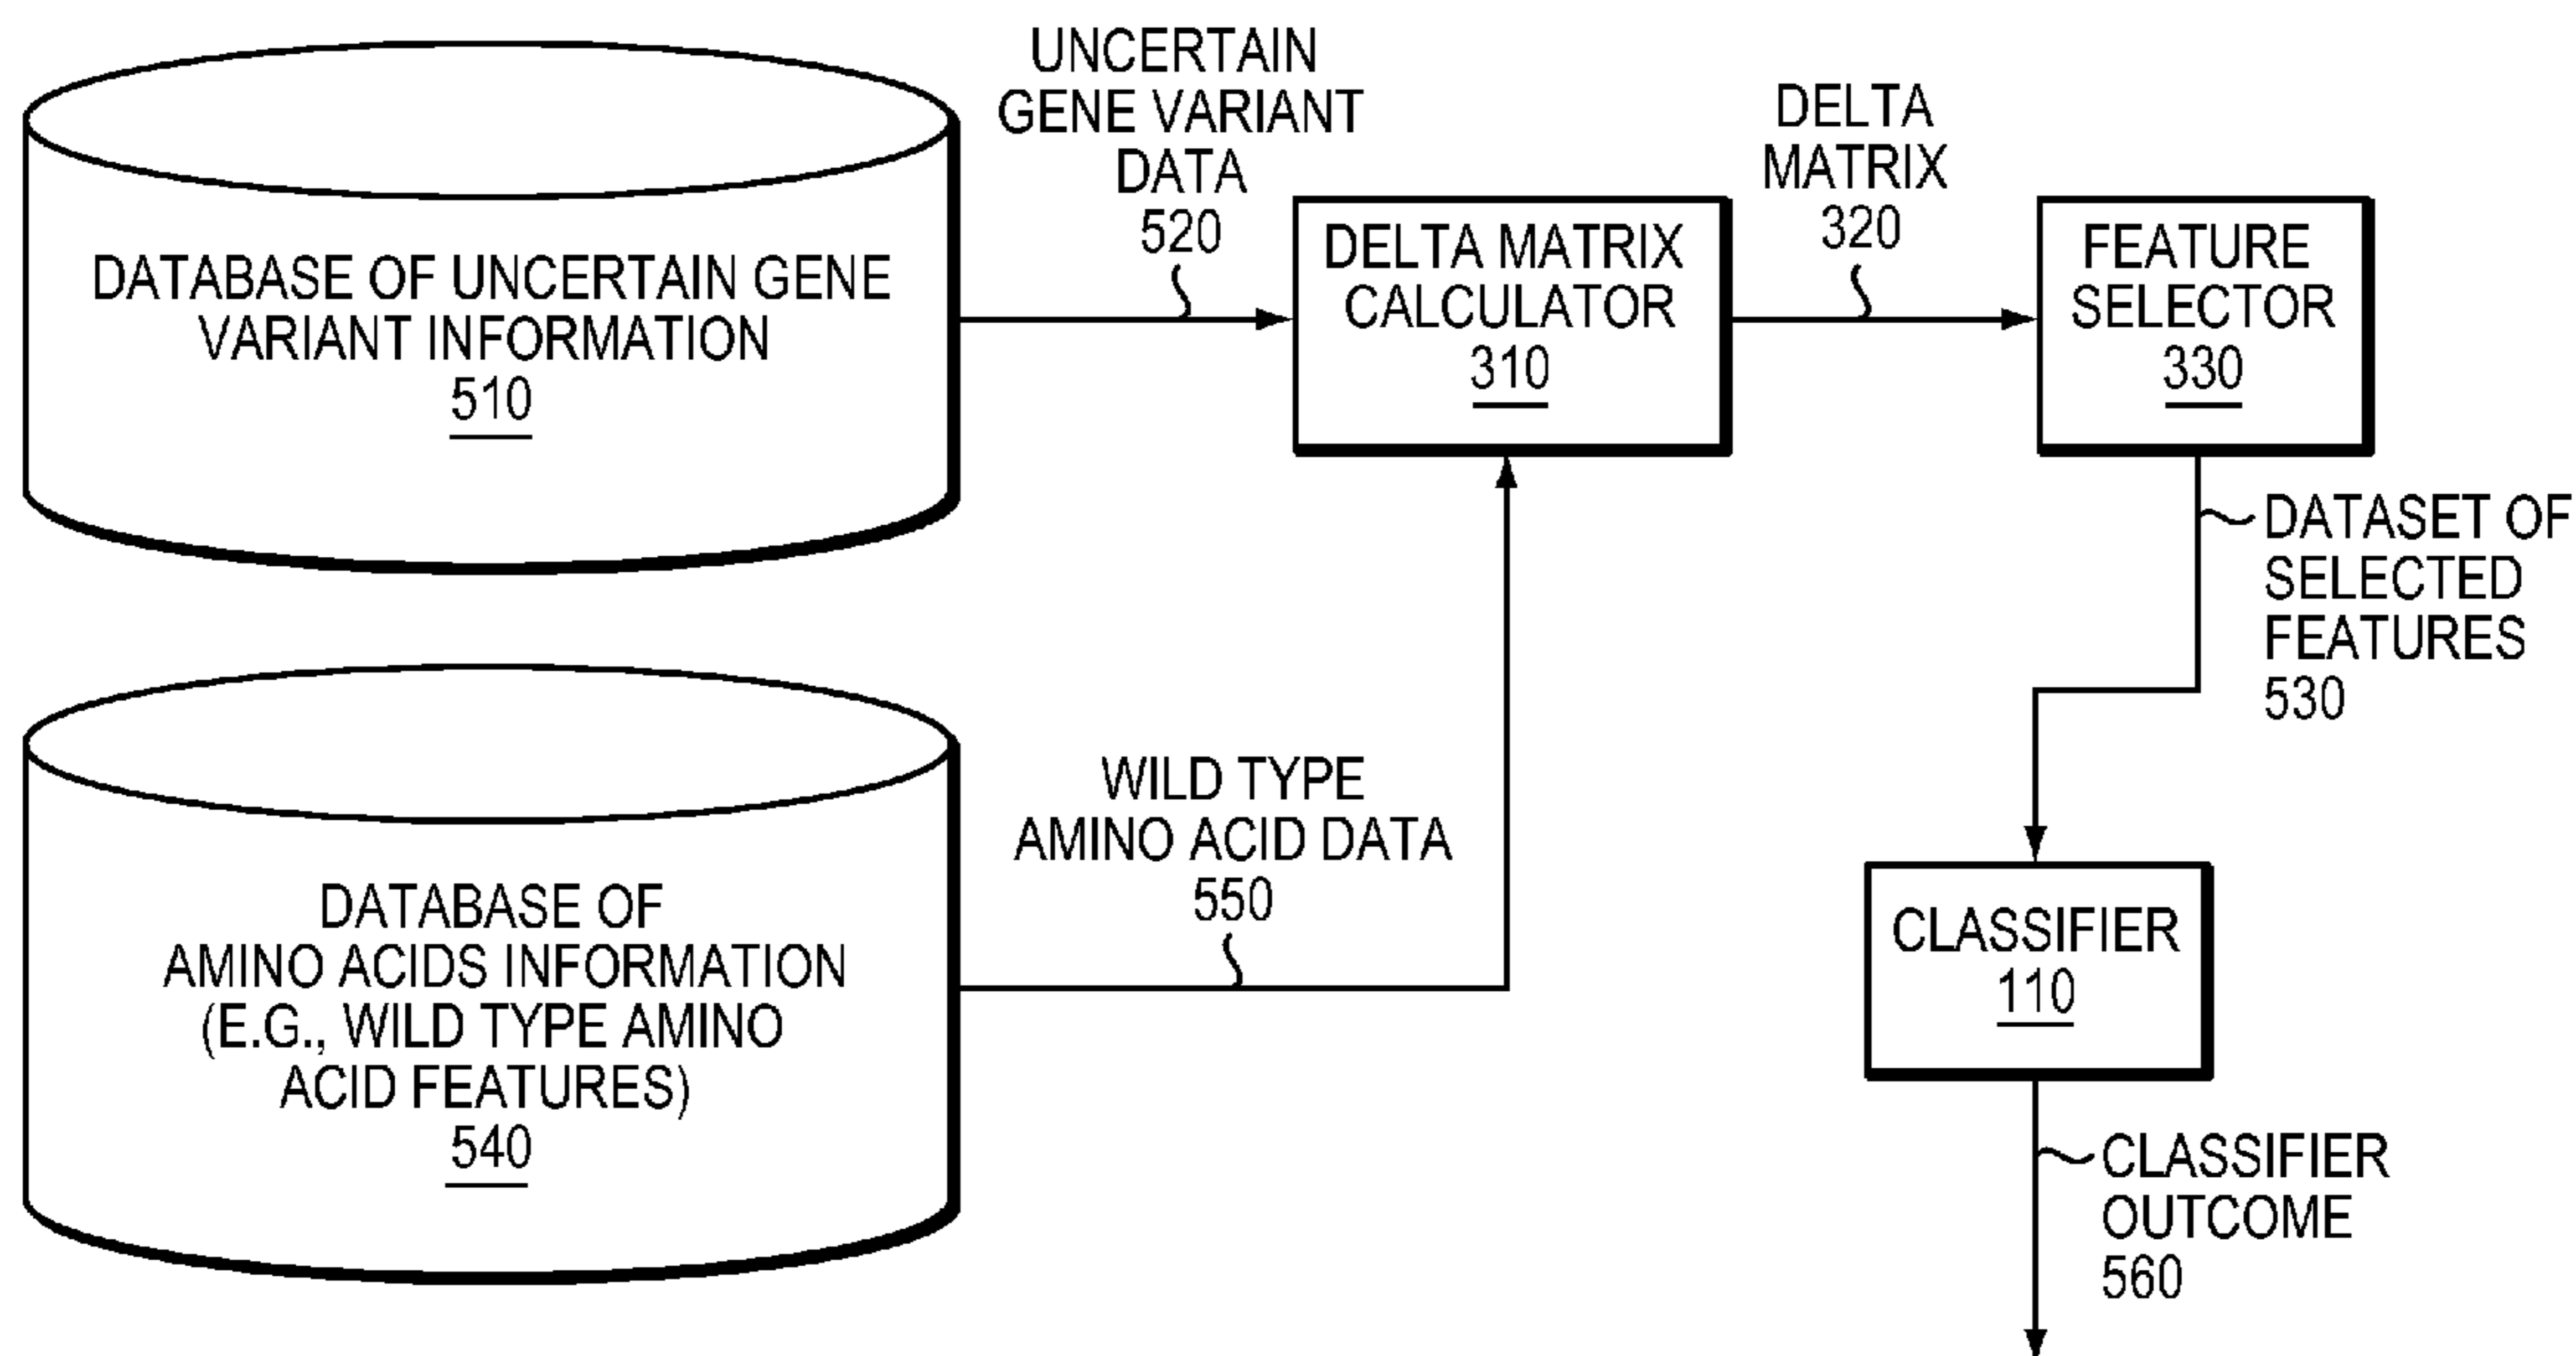 DATABASE OF UNCERTAIN GENE
VARIANT INFORMATION
510
UNCERTAIN
GENE VARIANT
DATA
520
DELTA MATRIX
CALCULATOR
310
DELTA
MATRIX
320
FEATURE
SELECTOR
330
DATASET OF
SELECTED
FEATURES
530
DATABASE OF
AMINO ACIDS INFORMATION
(E.G., WILD TYPE AMINO
ACID FEATURES)
540
WILD TYPE
AMINO ACID DATA
550
CLASSIFIER
110
CLASSIFIER
OUTCOME
560